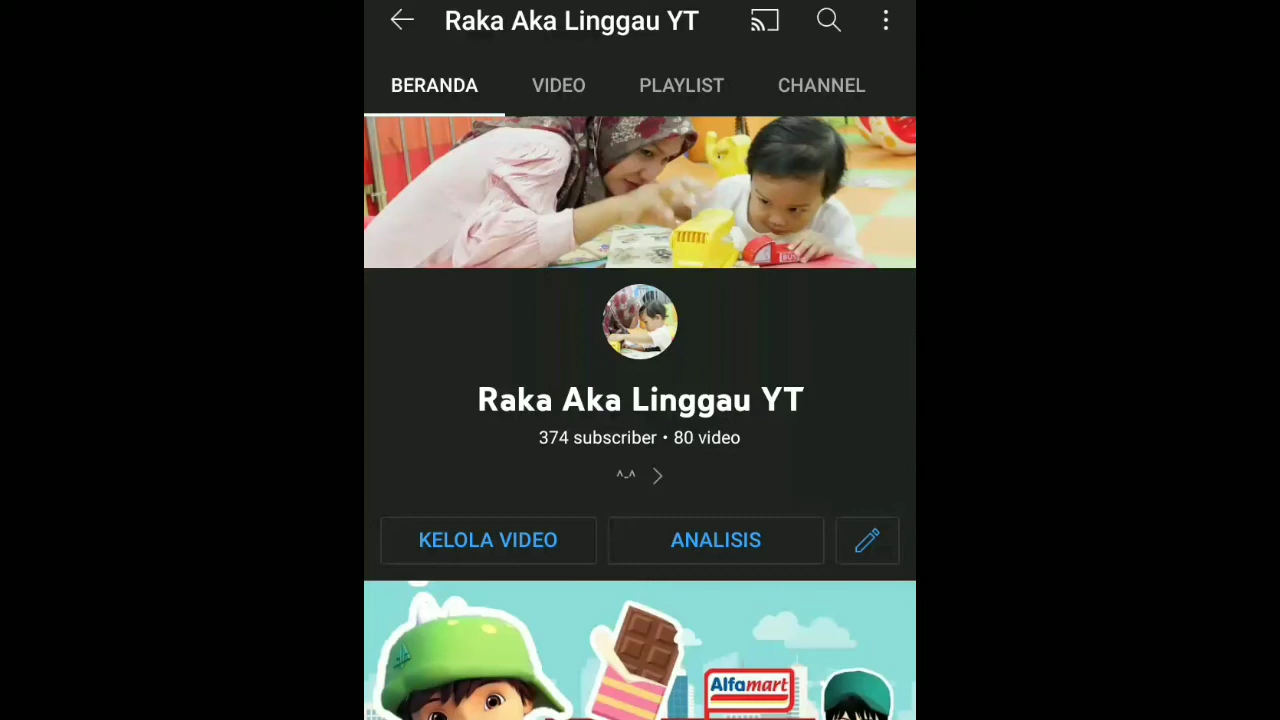 Raka Aka Linggau YT
BERANDA VIDEO PLAYLIST CHANNEL
Raka Aka Linggau YT
374 subscriber • 80 video
^-^
KELOLA VIDEO ANALISIS
Alfamart